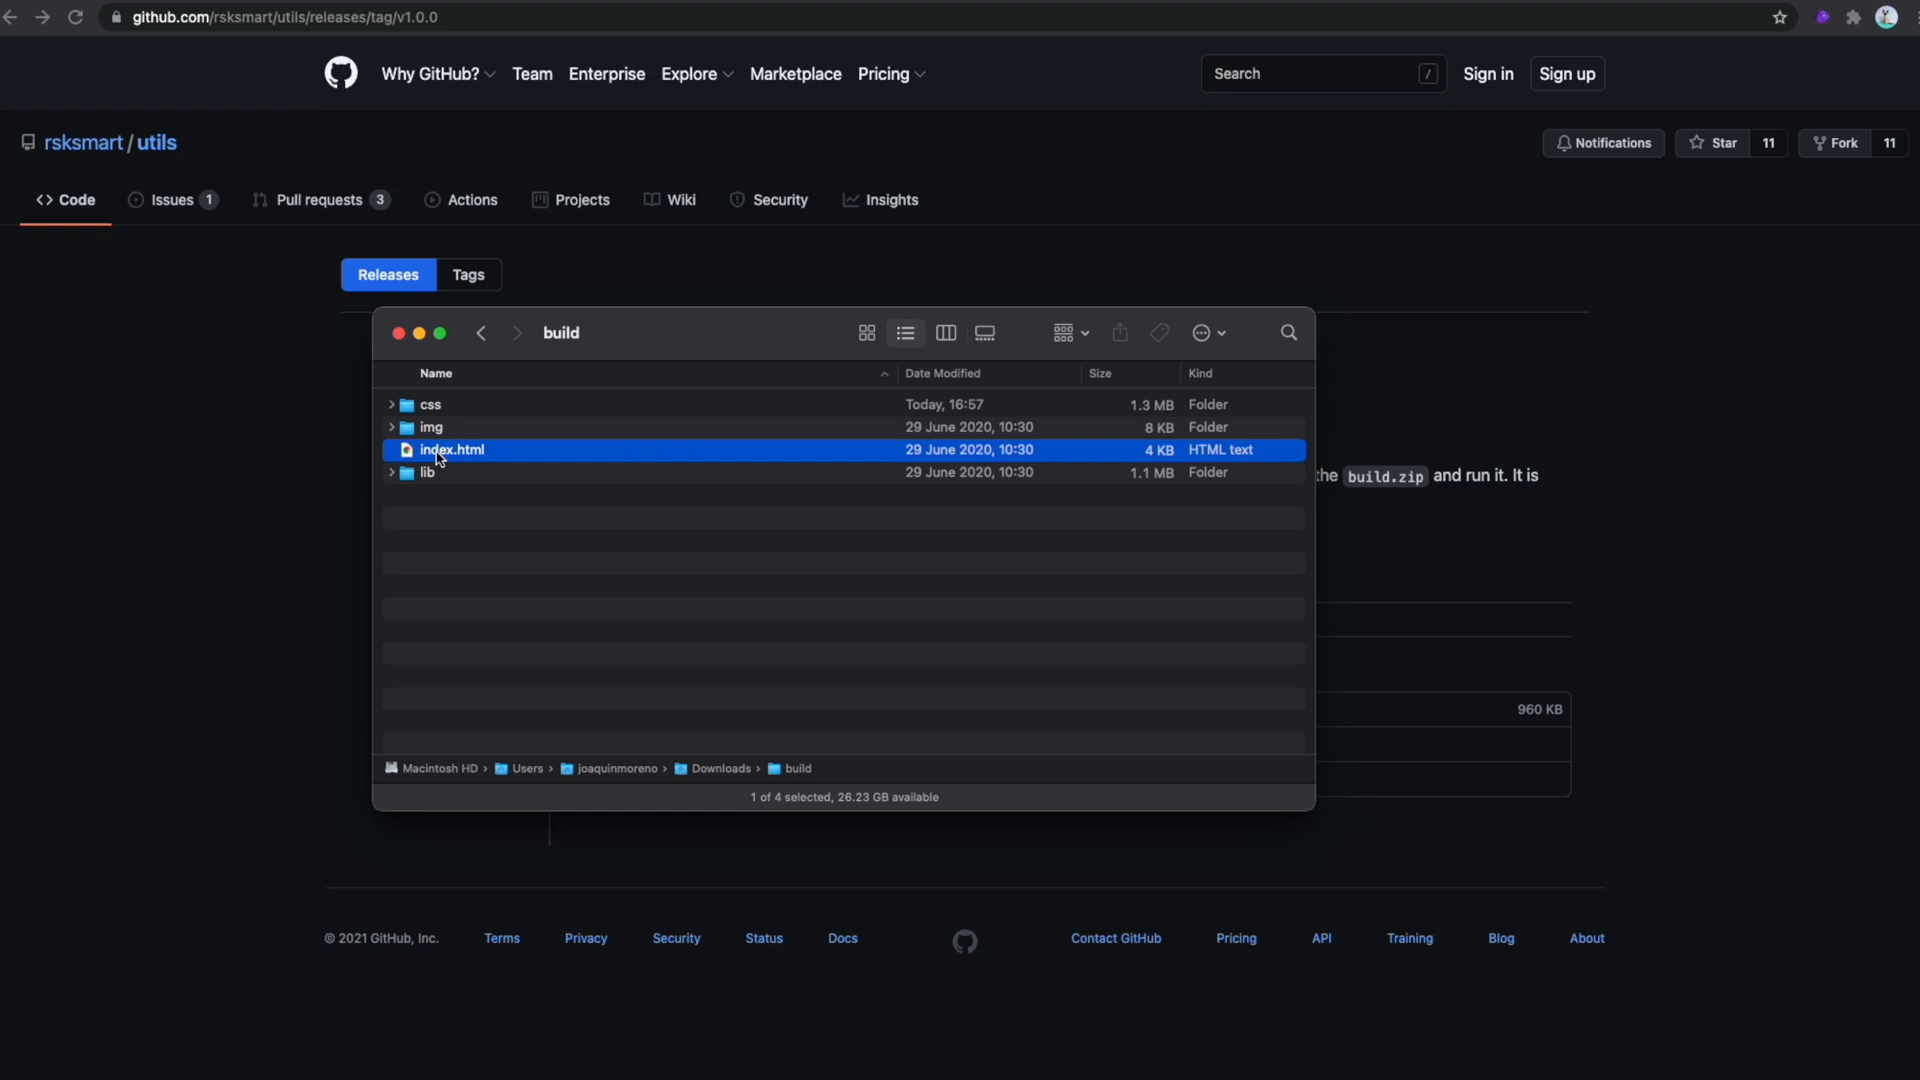 github.com/rsksmart/utils/releases/tag/v1.0.0
Why GitHub? Team Enterprise Explore Marketplace Pricing Search / Sign in Sign up
rsksmart / utils Notifications Star 11 Fork 11
Code Issues 1 Pull requests 3 Actions Projects Wiki Security Insights
Releases Tags
build
Name Date Modified Size Kind
css Today, 16:57 1.3 MB Folder
img 29 June 2020, 10:30 8 KB Folder
index.html 29 June 2020, 10:30 4 KB HTML text
lib 29 June 2020, 10:30 1.1 MB Folder
the build.zip and run it. It is
960 KB
Macintosh HD › Users › joaquinmoreno › Downloads › build
1 of 4 selected, 26.23 GB available
© 2021 GitHub, Inc. Terms Privacy Security Status Docs Contact GitHub Pricing API Training Blog About